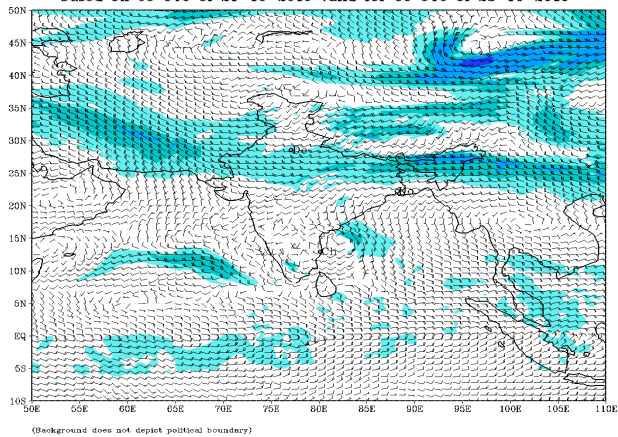 50N
45N
40N
35N
30N
25N
20N
15N
10N
5N
EQ
5S
10S
50E 55E 60E 65E 70E 75E 80E 85E 90E 95E 100E 105E 110E
(Background does not depict political boundary)